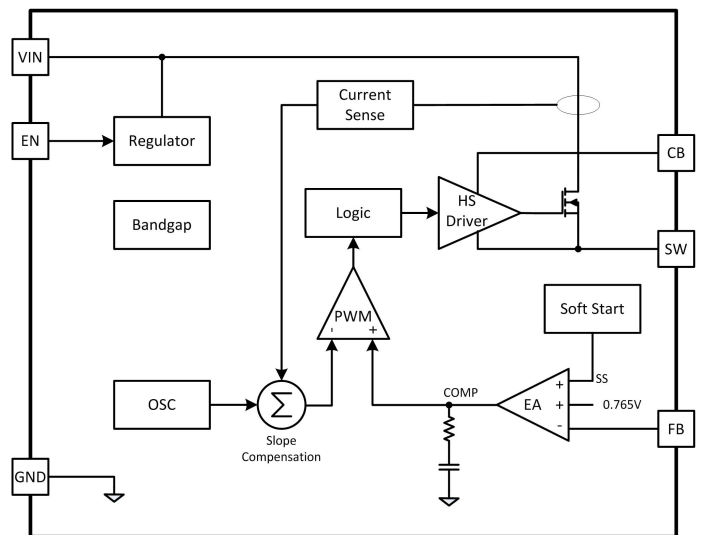 VIN
Current
Sense
EN
Regulator
CB
HS
Driver
Logic
Bandgap
SW
Soft Start
PWM
- +
SS
COMP
+
EA + 0.765V
-
OSC
Σ
FB
Slope
Compensation
GND